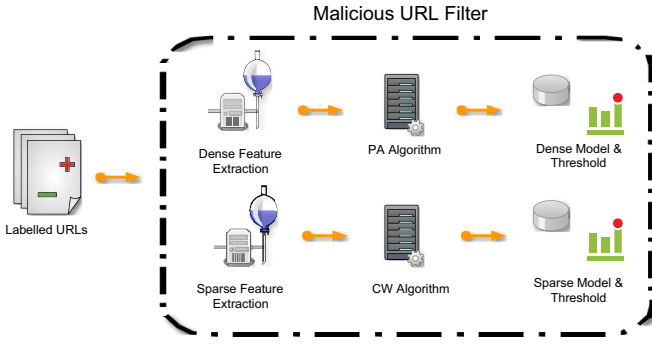 Malicious URL Filter
Dense Feature
Extraction
PA Algorithm
Dense Model &
Threshold
Labelled URLs
Sparse Feature
Extraction
CW Algorithm
Sparse Model &
Threshold